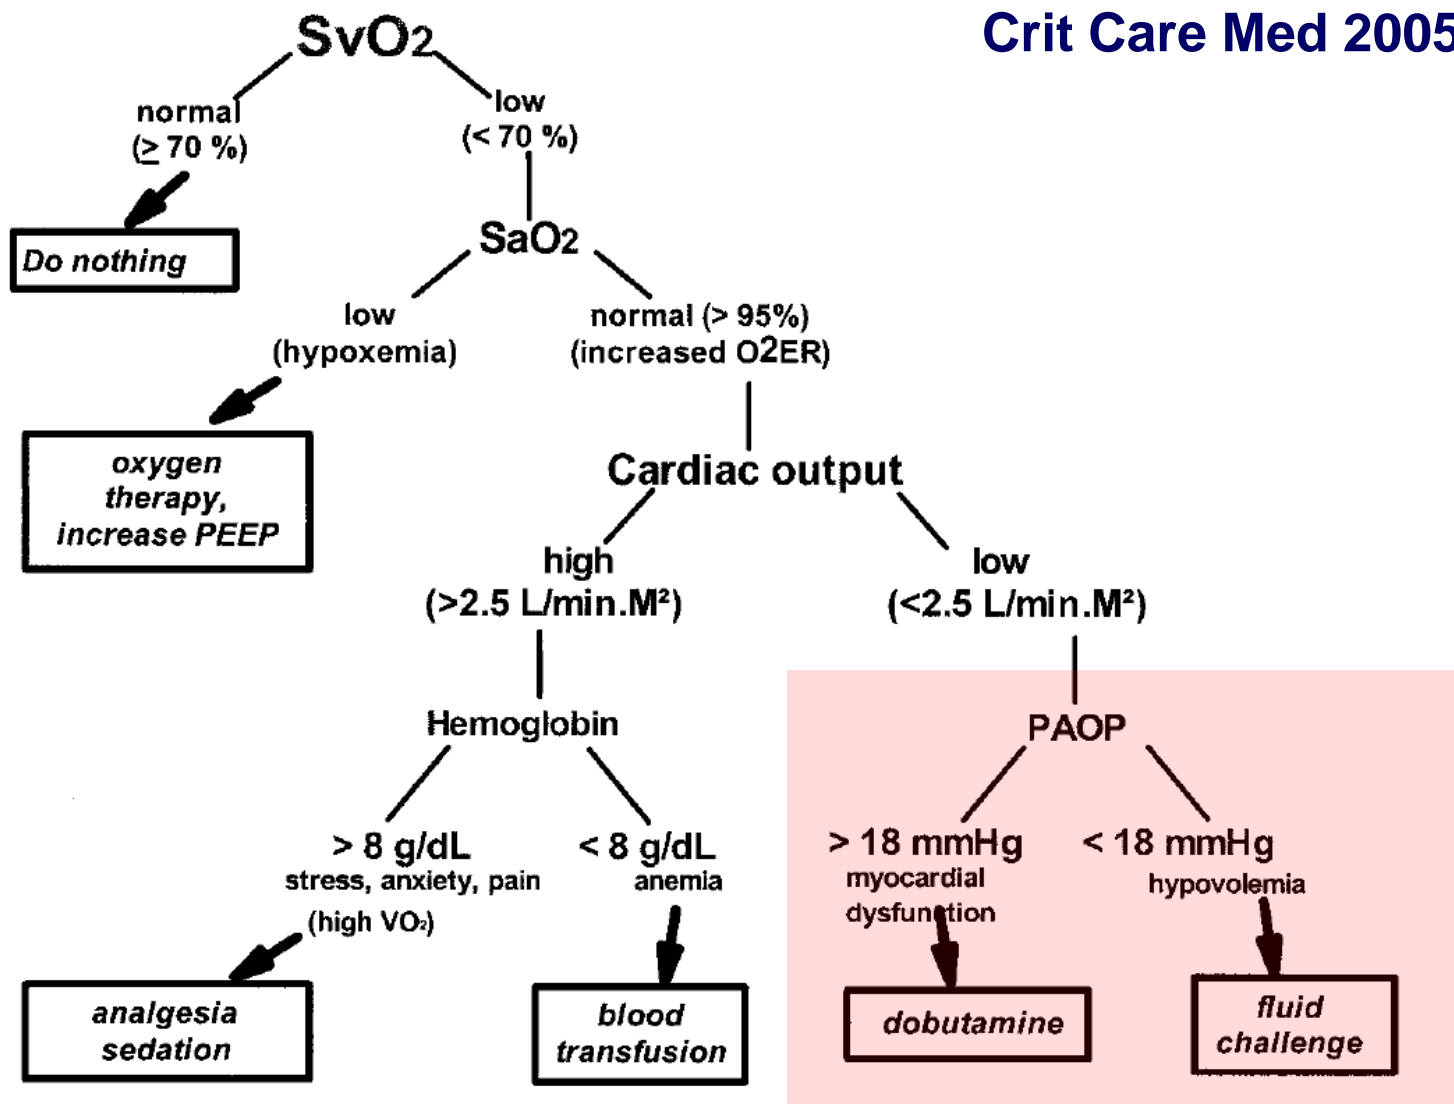 Crit Care Med 2005
SvO2
normal
(≥ 70 %)
low
(< 70 %)
Do nothing
SaO2
low
(hypoxemia)
normal (> 95%)
(increased O2ER)
oxygen
therapy,
increase PEEP
Cardiac output
high
(>2.5 L/min.M²)
low
(<2.5 L/min.M²)
Hemoglobin
PAOP
> 8 g/dL
stress, anxiety, pain
(high VO2)
< 8 g/dL
anemia
> 18 mmHg
myocardial
dysfunction
< 18 mmHg
hypovolemia
analgesia
sedation
blood
transfusion
dobutamine
fluid
challenge